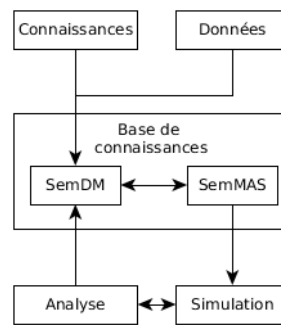 Connaissances
Données
Base de
connaissances
SemDM
SemMAS
Analyse
Simulation